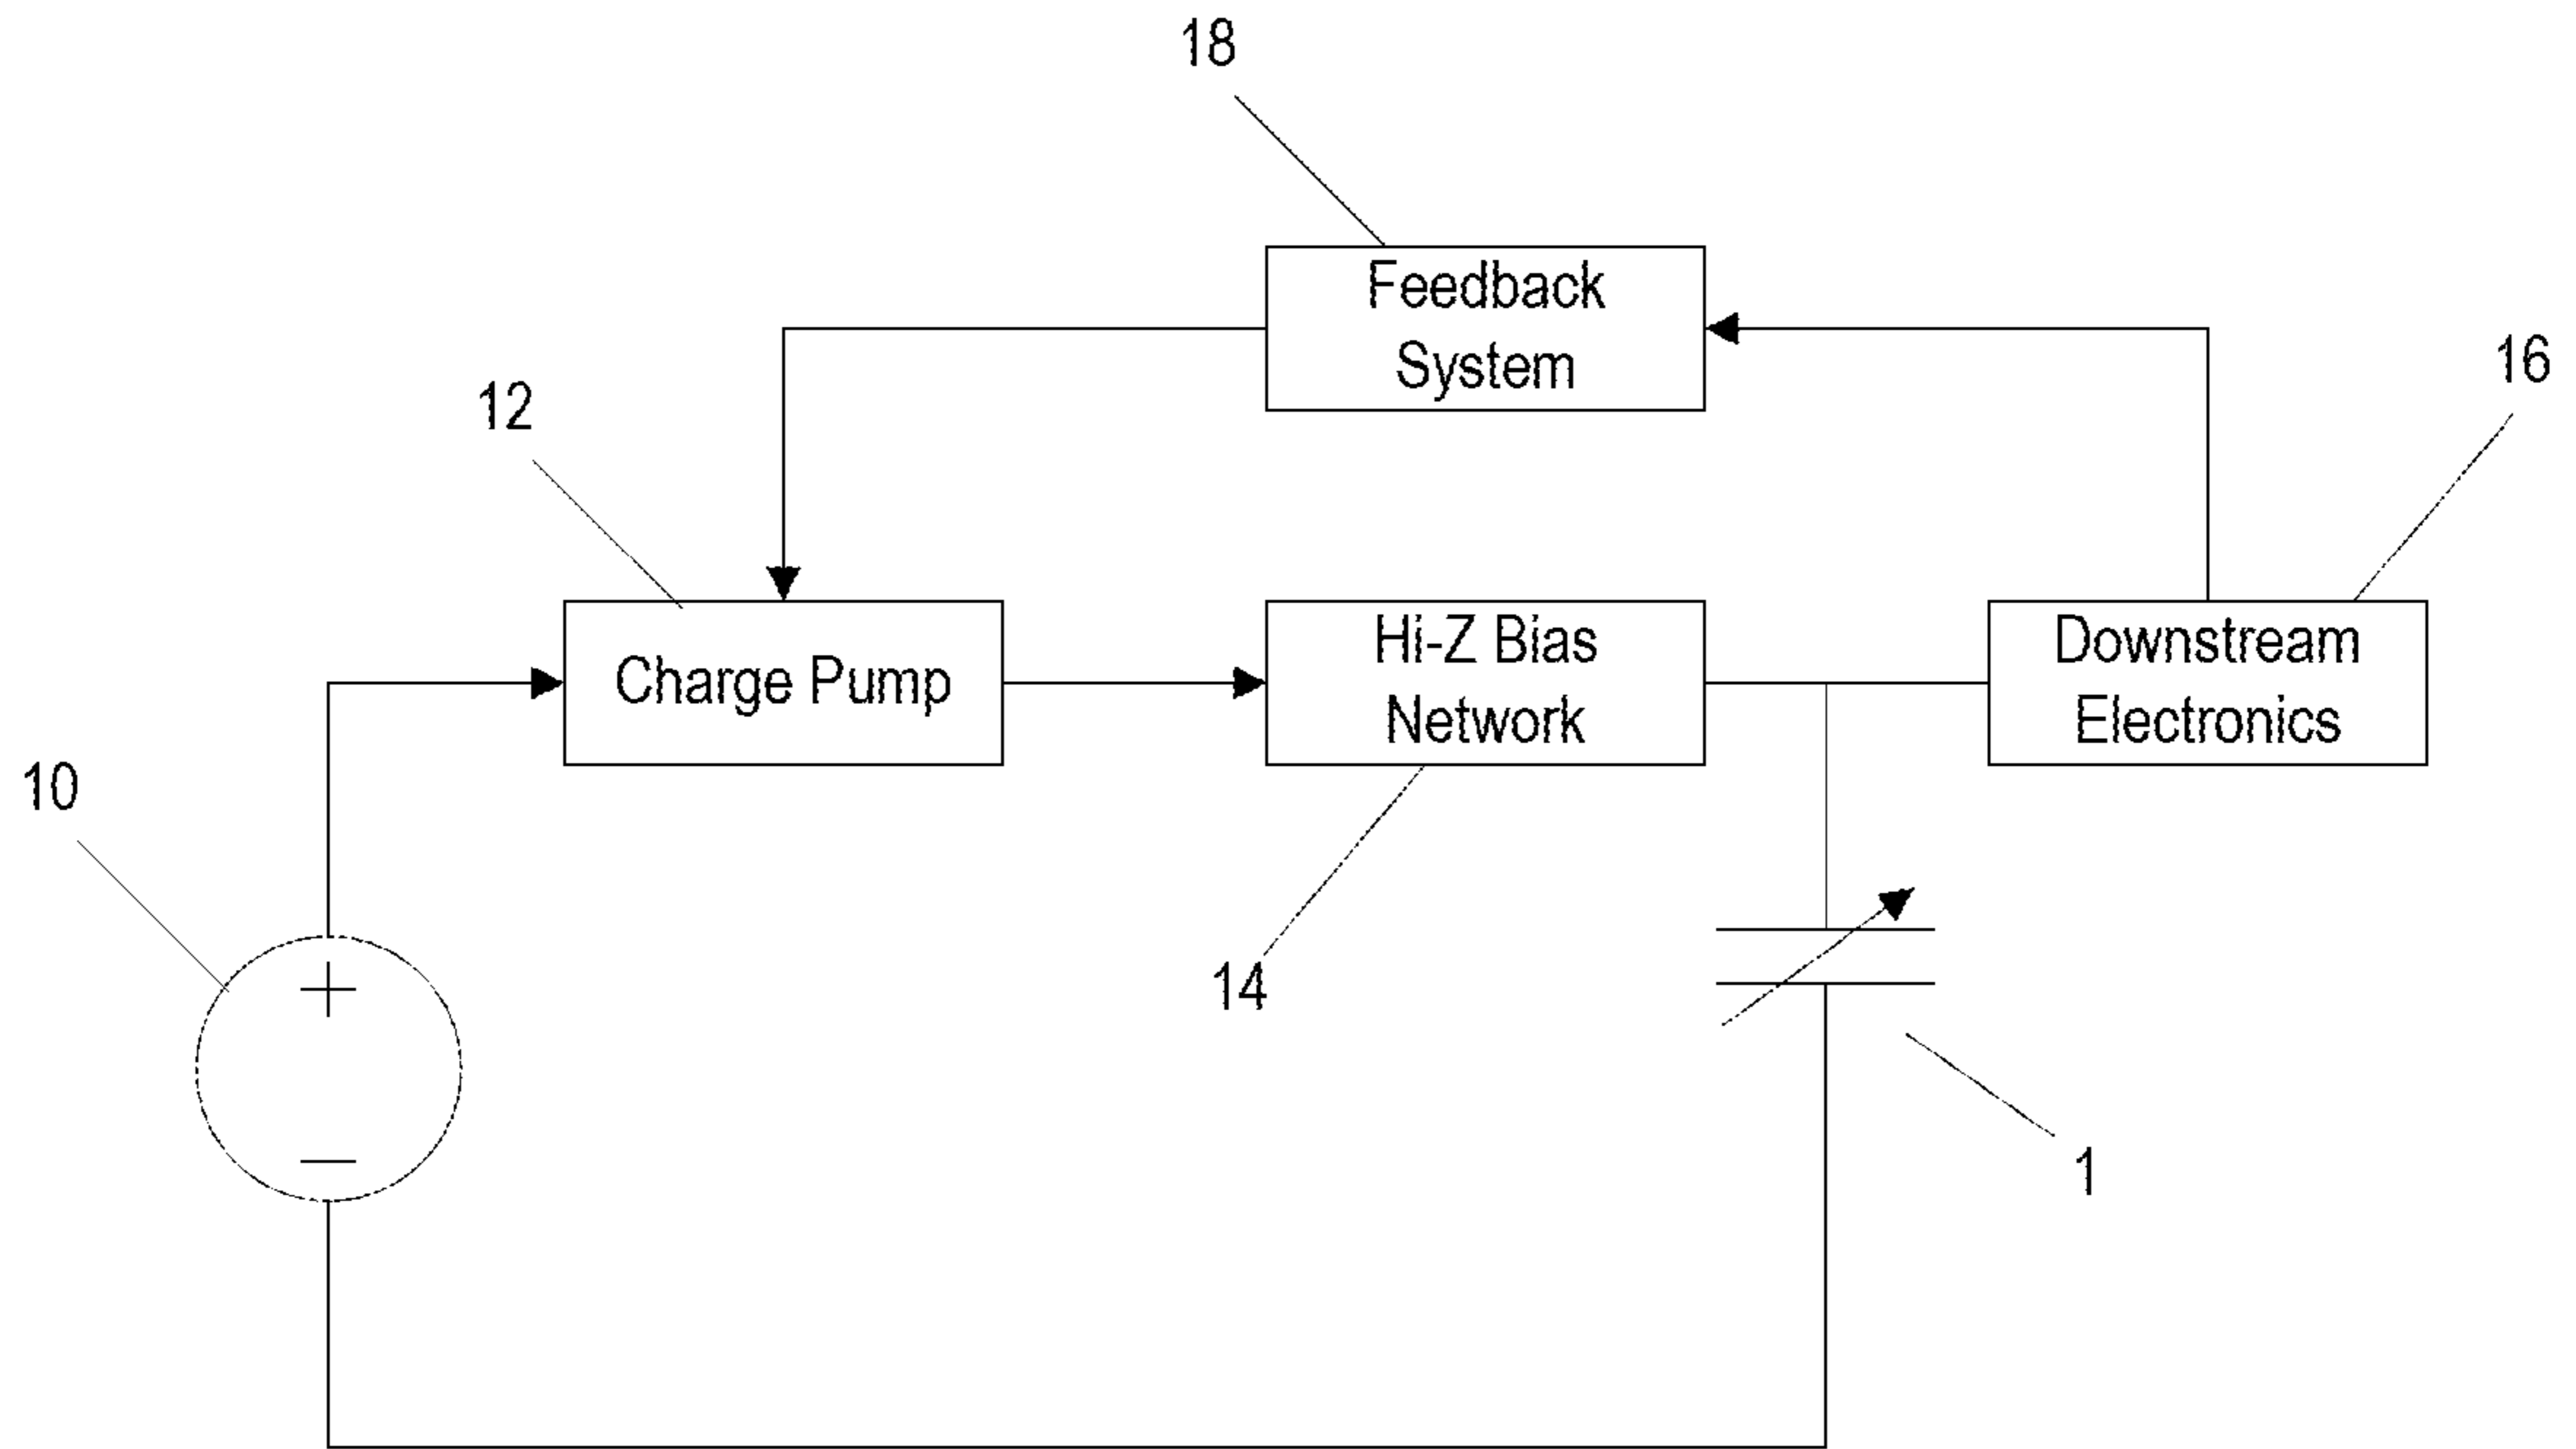 18
Feedback
System
16
12
Charge Pump
Hi-Z Bias
Network
Downstream
Electronics
10
+
14
−
1